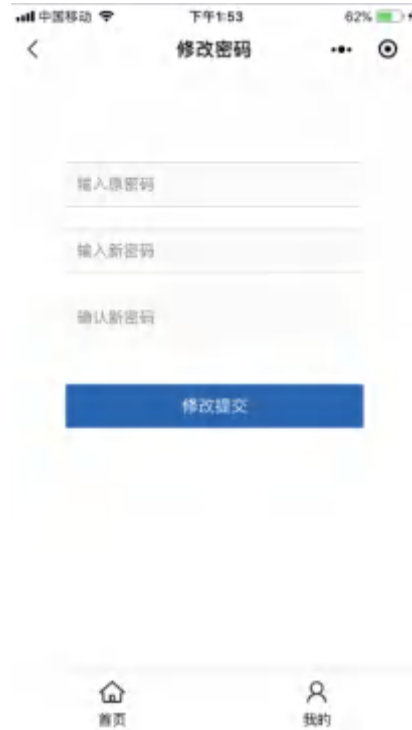 中国移动 下午1:53 62%
修改密码
输入原密码
输入新密码
确认新密码
修改提交
首页 我的